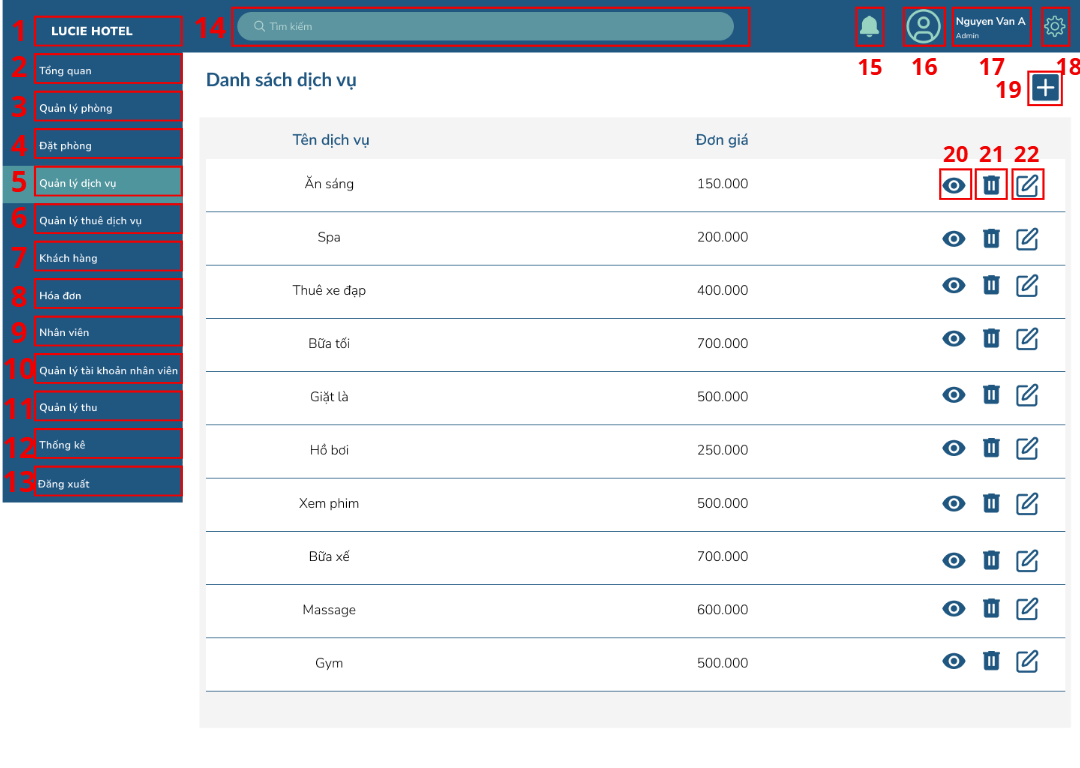 1 LUCIE HOTEL
14 Tìm kiếm
15
16
Nguyen Van A
Admin
17
18
2 Tổng quan
3 Quản lý phòng
4 Đặt phòng
5 Quản lý dịch vụ
6 Quản lý thuê dịch vụ
7 Khách hàng
8 Hóa đơn
9 Nhân viên
10 Quản lý tài khoản nhân viên
11 Quản lý thu
12 Thống kê
13 Đăng xuất
Danh sách dịch vụ
19
Tên dịch vụ Đơn giá
20 21 22
Ăn sáng 150.000
Spa 200.000
Thuê xe đạp 400.000
Bữa tối 700.000
Giặt là 500.000
Hồ bơi 250.000
Xem phim 500.000
Bữa xế 700.000
Massage 600.000
Gym 500.000